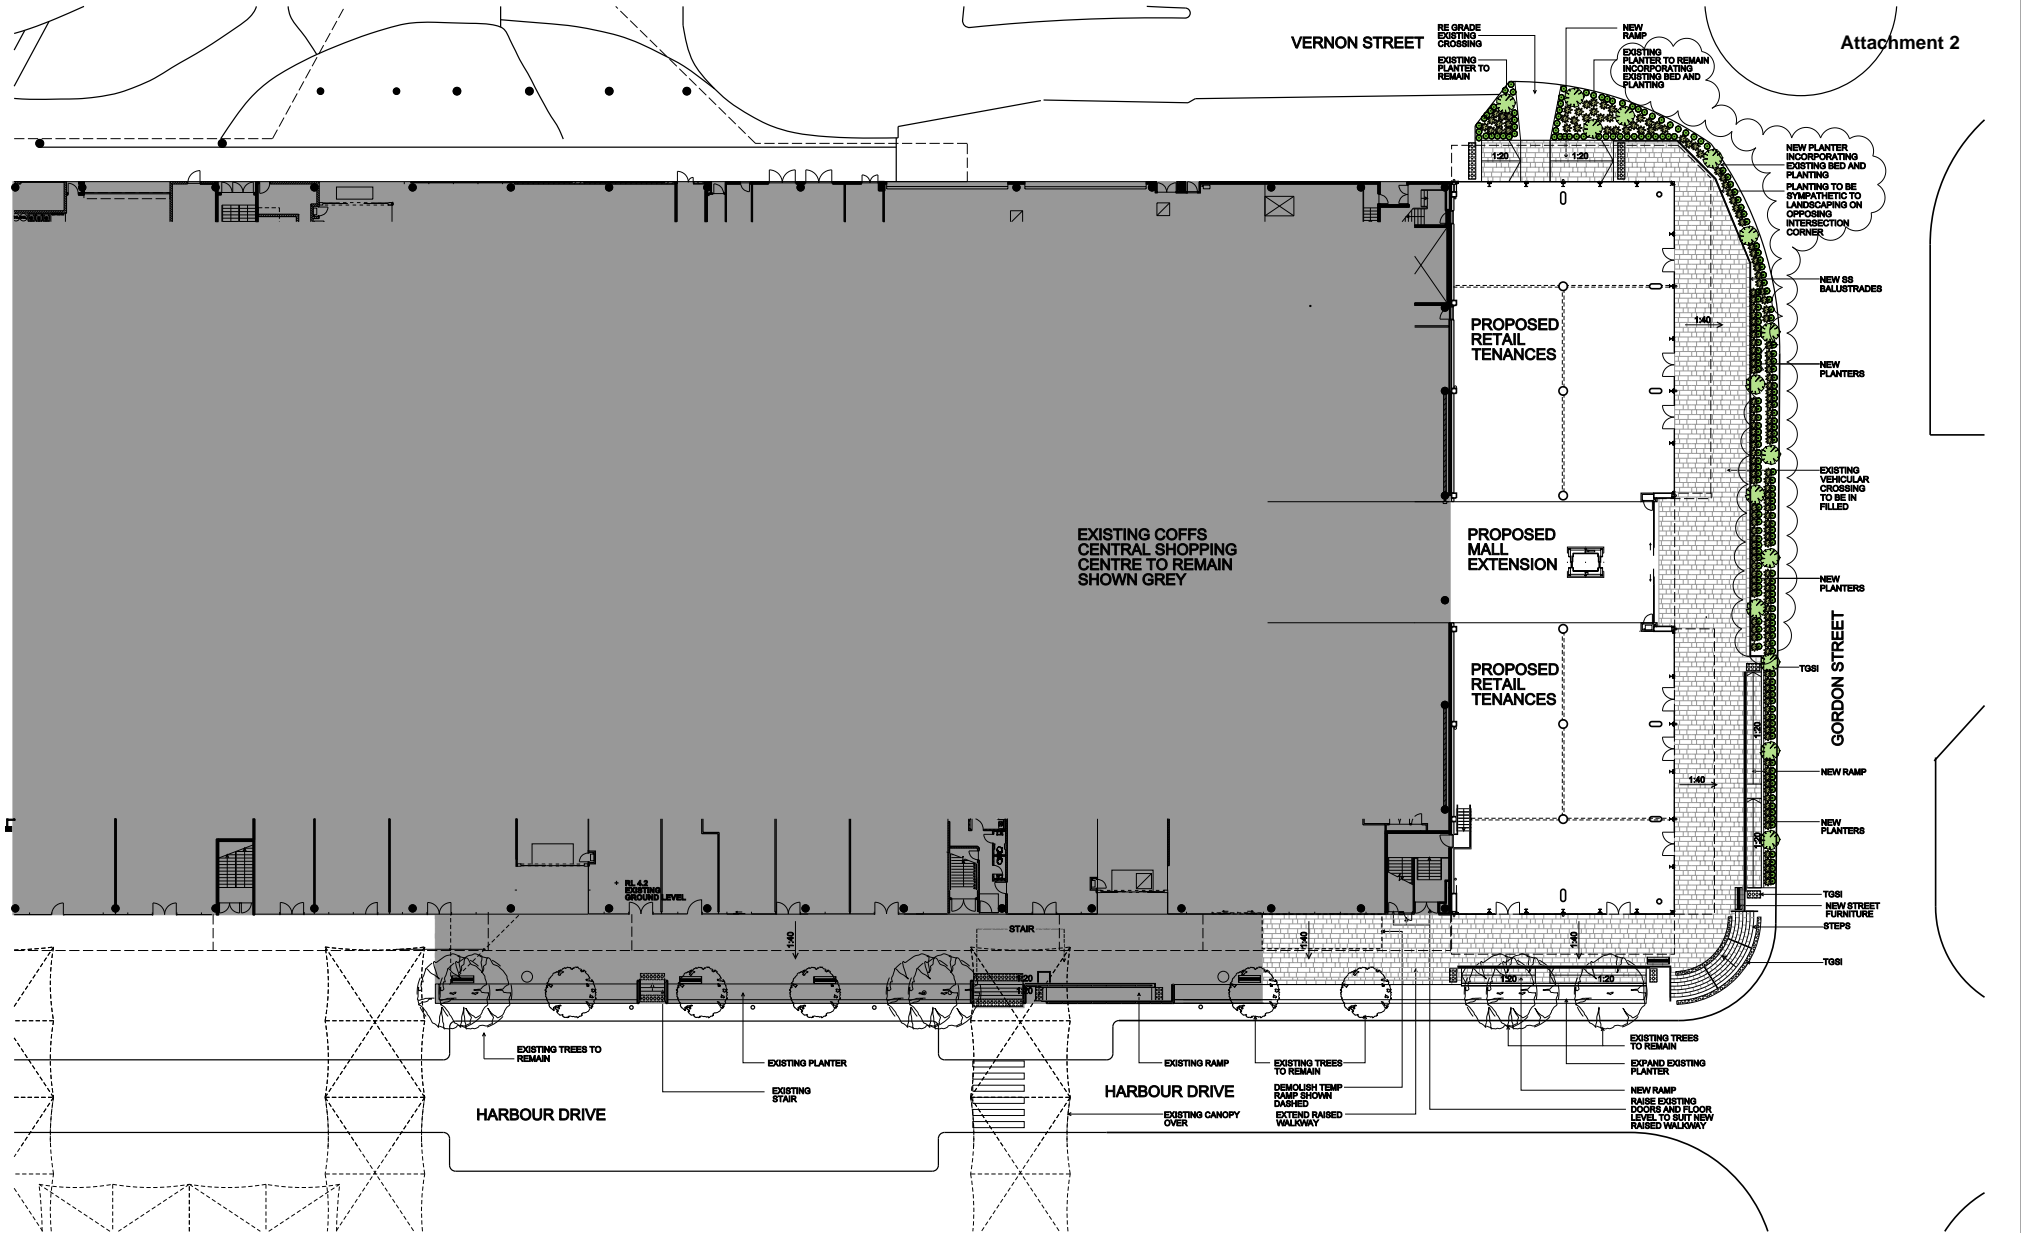 Attachment 2
VERNON STREET
RE GRADE
EXISTING
CROSSING
EXISTING
PLANTER TO
REMAIN
NEW
RAMP
EXISTING
PLANTER TO REMAIN
INCORPORATING
EXISTING BED AND
PLANTING
1:20
1:20
NEW PLANTER
INCORPORATING
EXISTING BED AND
PLANTING
PLANTING TO BE
SYMPATHETIC TO
LANDSCAPING ON
OPPOSING
INTERSECTION
CORNER
NEW SS
BALUSTRADES
1:40
PROPOSED
RETAIL
TENANCES
NEW
PLANTERS
EXISTING
VEHICULAR
CROSSING
TO BE IN
FILLED
EXISTING COFFS
CENTRAL SHOPPING
CENTRE TO REMAIN
SHOWN GREY
PROPOSED
MALL
EXTENSION
NEW
PLANTERS
GORDON STREET
PROPOSED
RETAIL
TENANCES
TGSI
1:20
NEW RAMP
1:40
NEW
PLANTERS
1:20
RL 4.2
EXISTING
GROUND LEVEL
TGSI
NEW STREET
FURNITURE
STEPS
TGSI
STAIR
1:40
1:40
1:40
1:20
1:20
1:20
1:20
EXISTING TREES TO
REMAIN
EXISTING PLANTER
EXISTING
STAIR
HARBOUR DRIVE
EXISTING RAMP
HARBOUR DRIVE
EXISTING CANOPY
OVER
EXISTING TREES
TO REMAIN
DEMOLISH TEMP
RAMP SHOWN
DASHED
EXTEND RAISED
WALKWAY
EXISTING TREES
TO REMAIN
EXPAND EXISTING
PLANTER
NEW RAMP
RAISE EXISTING
DOORS AND FLOOR
LEVEL TO SUIT NEW
RAISED WALKWAY